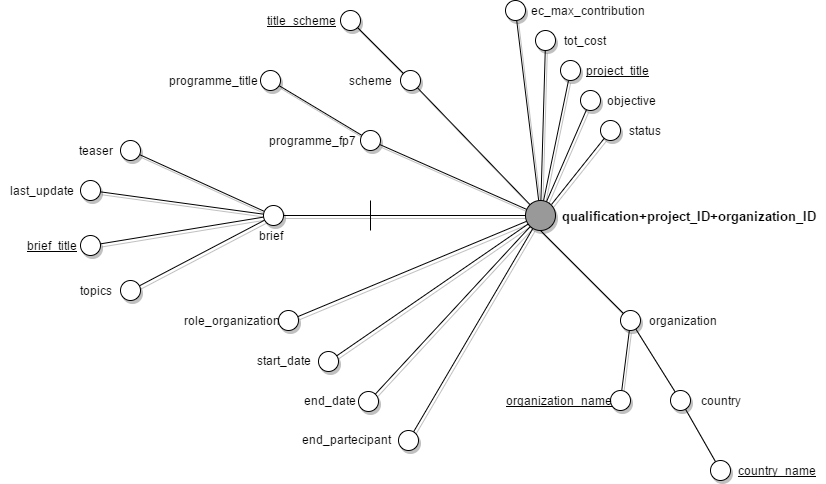 ec_max_contribution
title_scheme
tot_cost
project_title
programme_title
scheme
objective
status
programme_fp7
teaser
last_update
qualification+project_ID+organization_ID
brief
brief_title
topics
role_organization
organization
start_date
end_date
organization_name
country
end_partecipant
country_name